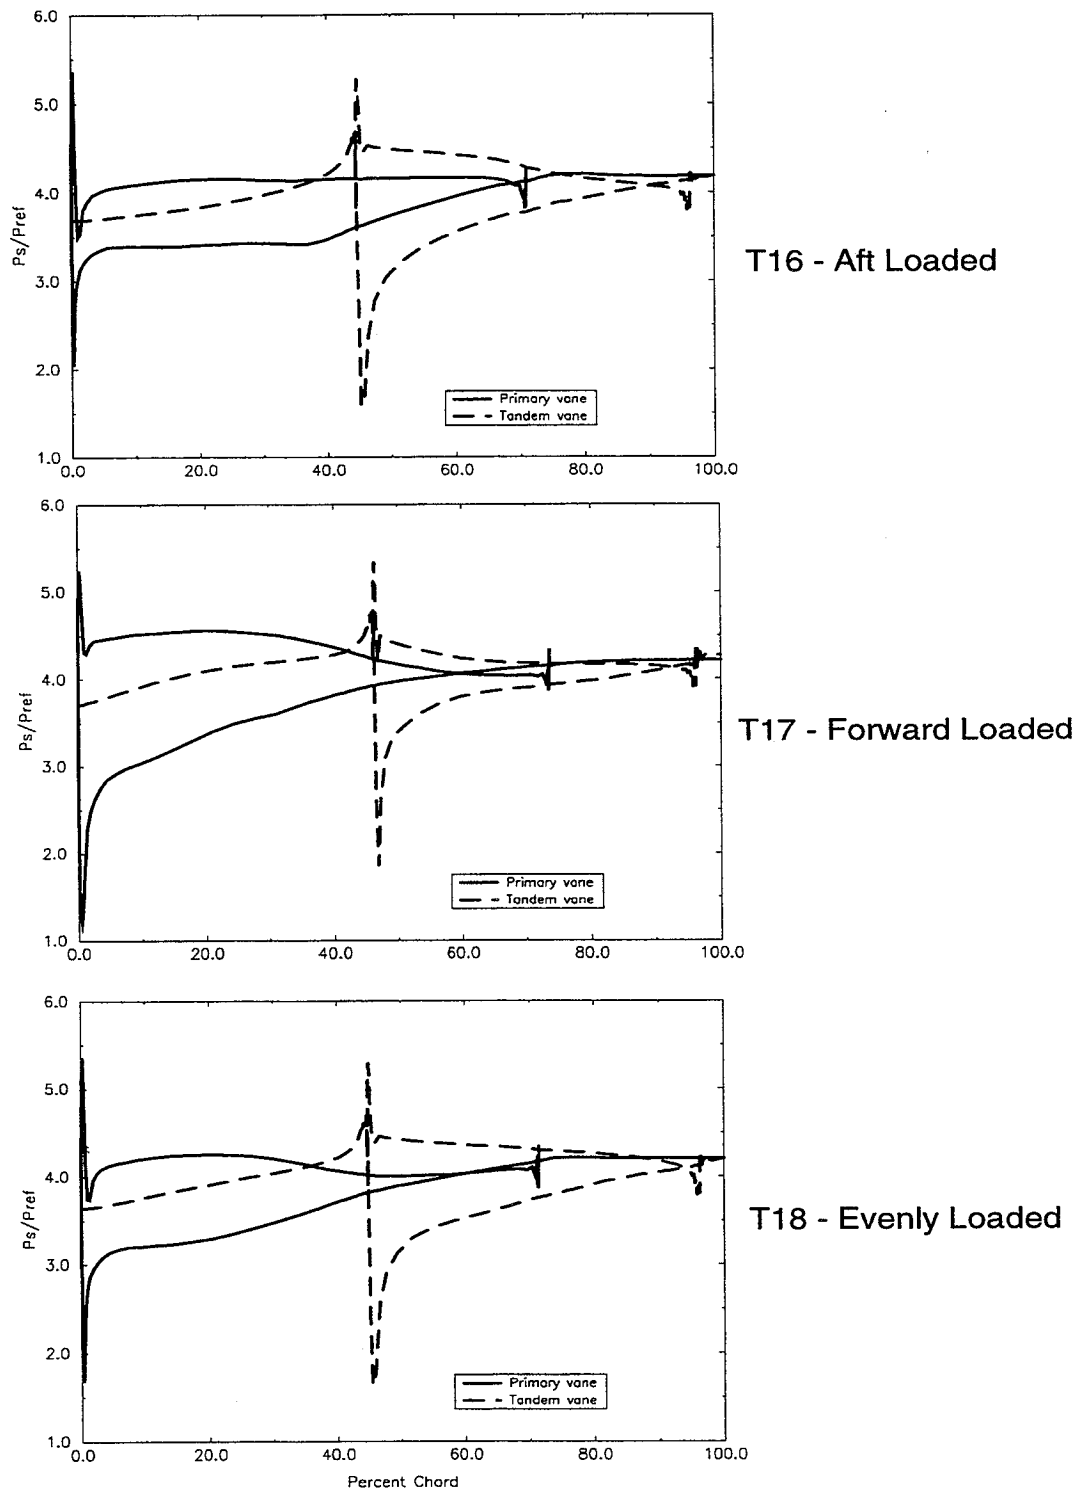 6.0
5.0
4.0
3.0
2.0
1.0
Ps/Pref
0.0 20.0 40.0 60.0 80.0 100.0
Primary vane
Tandem vane
T16 - Aft Loaded
6.0
5.0
4.0
3.0
2.0
1.0
Ps/Pref
0.0 20.0 40.0 60.0 80.0 100.0
Primary vane
Tandem vane
T17 - Forward Loaded
6.0
5.0
4.0
3.0
2.0
1.0
Ps/Pref
0.0 20.0 40.0 60.0 80.0 100.0
Primary vane
Tandem vane
Percent Chord
T18 - Evenly Loaded